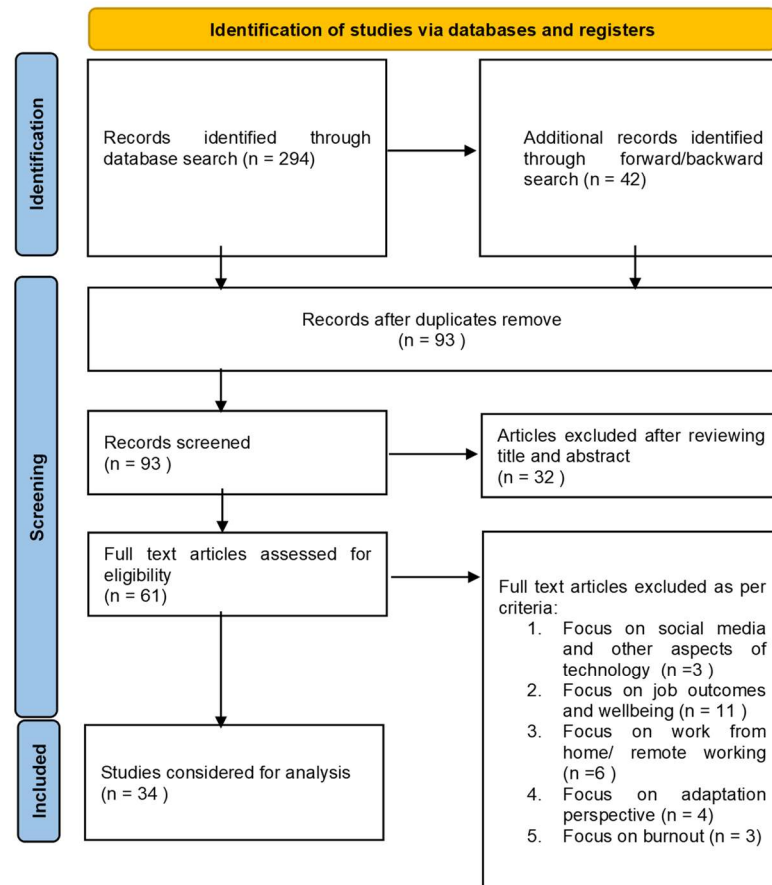 Identification of studies via databases and registers
Identification
Records identified through
database search (n = 294)
Additional records identified
through forward/backward
search (n = 42)
Screening
Records after duplicates remove
(n = 93 )
Records screened
(n = 93 )
Articles excluded after reviewing
title and abstract
(n = 32 )
Full text articles assessed for
eligibility
(n = 61)
Full text articles excluded as per
criteria:
1. Focus on social media
and other aspects of
technology (n =3 )
2. Focus on job outcomes
and wellbeing (n = 11 )
3. Focus on work from
home/ remote working
(n =6 )
4. Focus on adaptation
perspective (n = 4)
5. Focus on burnout (n = 3)
Included
Studies considered for analysis
(n = 34 )